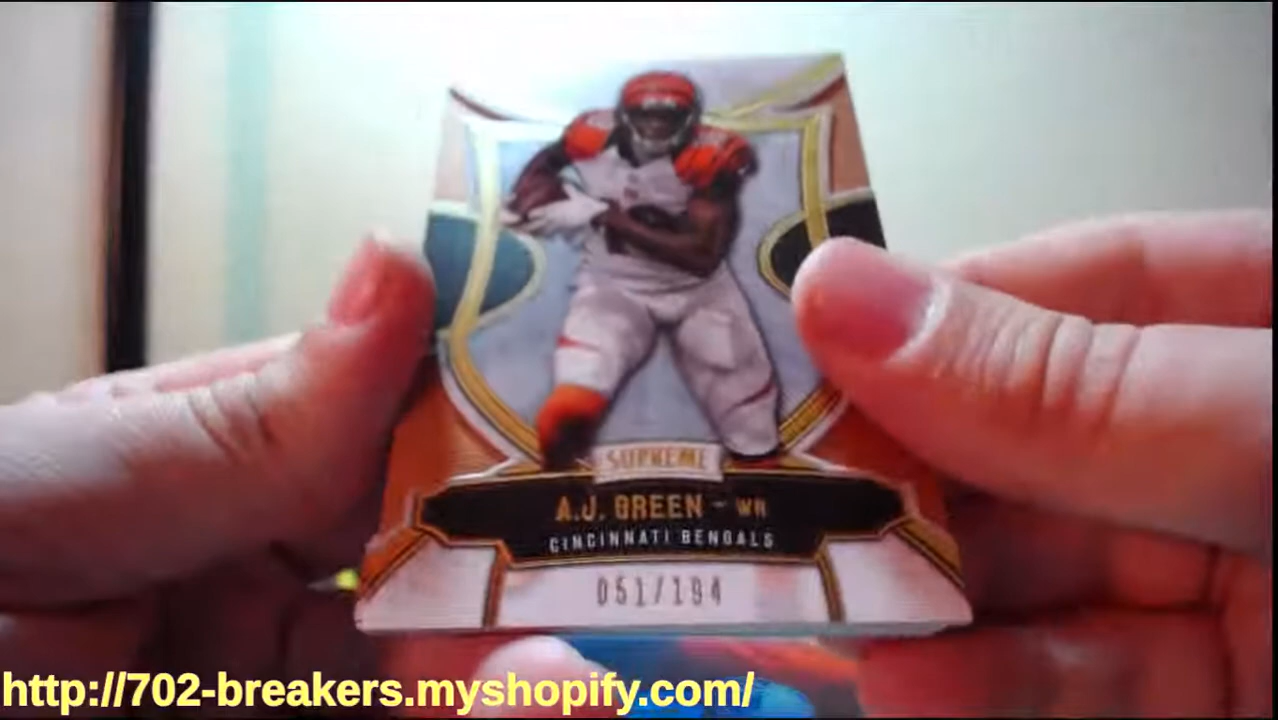 SUPREME
A.J. GREEN - WR
CINCINNATI BENGALS
051/194
http://702-breakers.myshopify.com/